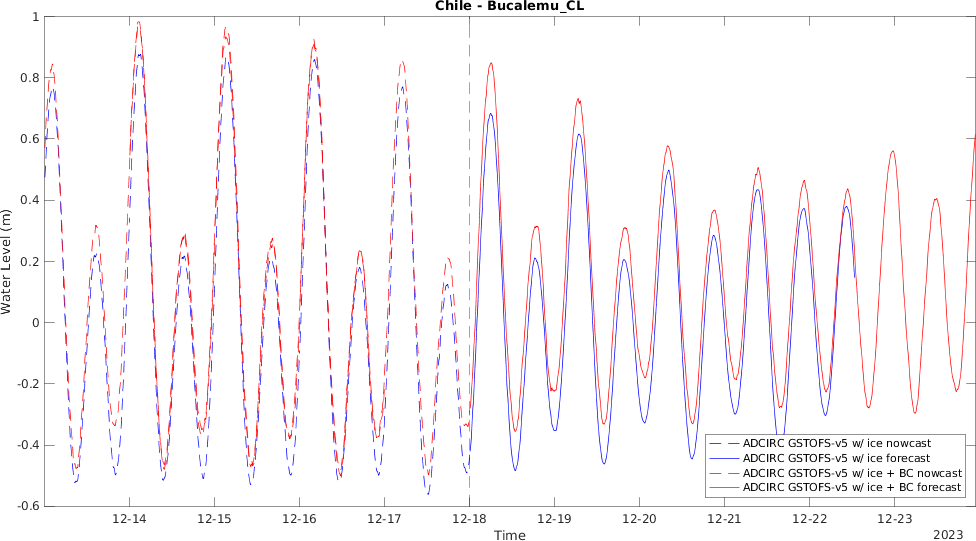 Chile - Bucalemu_CL
Water Level (m)
1
0.8
0.6
0.4
0.2
0
-0.2
-0.4
-0.6
ADCIRC GSTOFS-v5 w/ ice nowcast
ADCIRC GSTOFS-v5 w/ ice forecast
ADCIRC GSTOFS-v5 w/ ice + BC nowcast
ADCIRC GSTOFS-v5 w/ ice + BC forecast
12-14 12-15 12-16 12-17 12-18 12-19 12-20 12-21 12-22 12-23
Time
2023